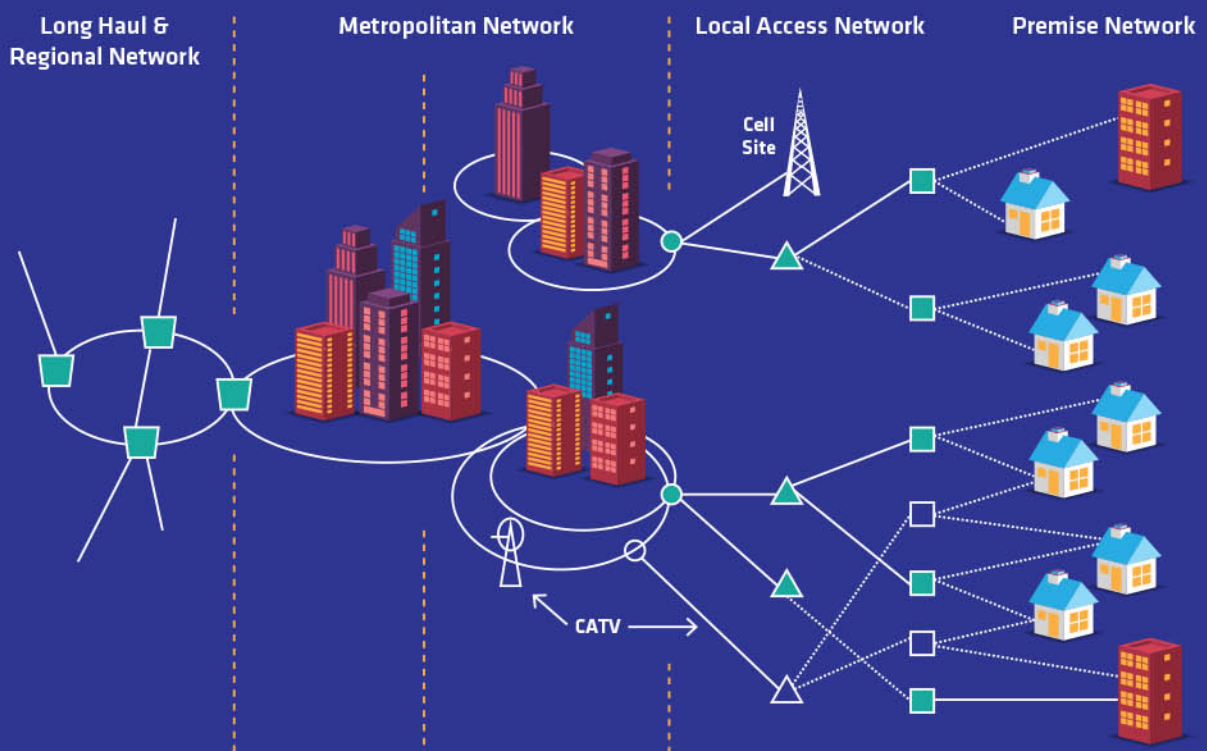 Long Haul &
Regional Network
Metropolitan Network
Local Access Network
Premise Network
Cell
Site
CATV